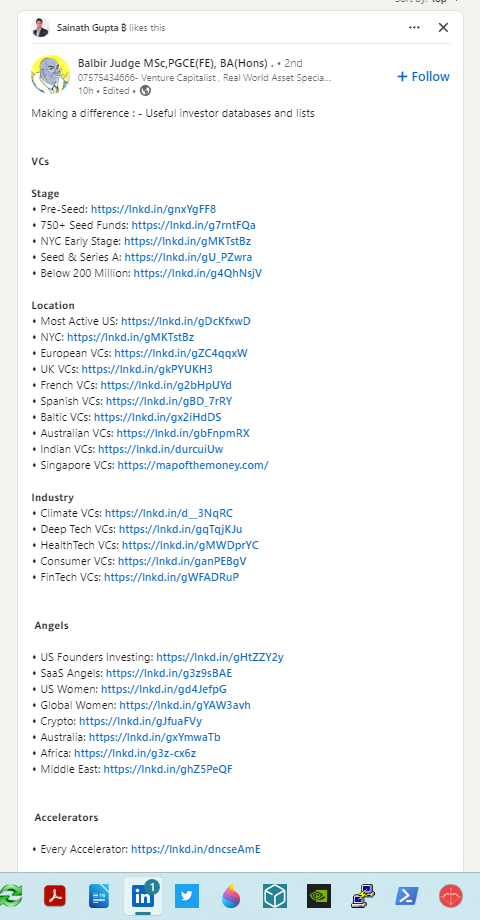 Sainath Gupta ₿ likes this
Balbir Judge MSc,PGCE(FE), BA(Hons) . • 2nd
07575434666- Venture Capitalist , Real World Asset Specia...
+ Follow
10h • Edited •
Making a difference : - Useful investor databases and lists
VCs
Stage
• Pre-Seed: https://lnkd.in/gnxYgFF8
• 750+ Seed Funds: https://lnkd.in/g7rntFQa
• NYC Early Stage: https://lnkd.in/gMKTstBz
• Seed & Series A: https://lnkd.in/gU_PZwra
• Below 200 Million: https://lnkd.in/g4QhNsjV
Location
• Most Active US: https://lnkd.in/gDcKfxwD
• NYC: https://lnkd.in/gMKTstBz
• European VCs: https://lnkd.in/gZC4qqxW
• UK VCs: https://lnkd.in/gkPYUKH3
• French VCs: https://lnkd.in/g2bHpUYd
• Spanish VCs: https://lnkd.in/gBD_7rRY
• Baltic VCs: https://lnkd.in/gx2iHdDS
• Australian VCs: https://lnkd.in/gbFnpmRX
• Indian VCs: https://lnkd.in/durcuiUw
• Singapore VCs: https://mapofthemoney.com/
Industry
• Climate VCs: https://lnkd.in/d__3NqRC
• Deep Tech VCs: https://lnkd.in/gqTqjKJu
• HealthTech VCs: https://lnkd.in/gMWDprYC
• Consumer VCs: https://lnkd.in/ganPEBgV
• FinTech VCs: https://lnkd.in/gWFADRuP
Angels
• US Founders Investing: https://lnkd.in/gHtZZY2y
• SaaS Angels: https://lnkd.in/g3z9sBAE
• US Women: https://lnkd.in/gd4JefpG
• Global Women: https://lnkd.in/gYAW3avh
• Crypto: https://lnkd.in/gJfuaFVy
• Australia: https://lnkd.in/gxYmwaTb
• Africa: https://lnkd.in/g3z-cx6z
• Middle East: https://lnkd.in/ghZ5PeQF
Accelerators
• Every Accelerator: https://lnkd.in/dncseAmE
in
1